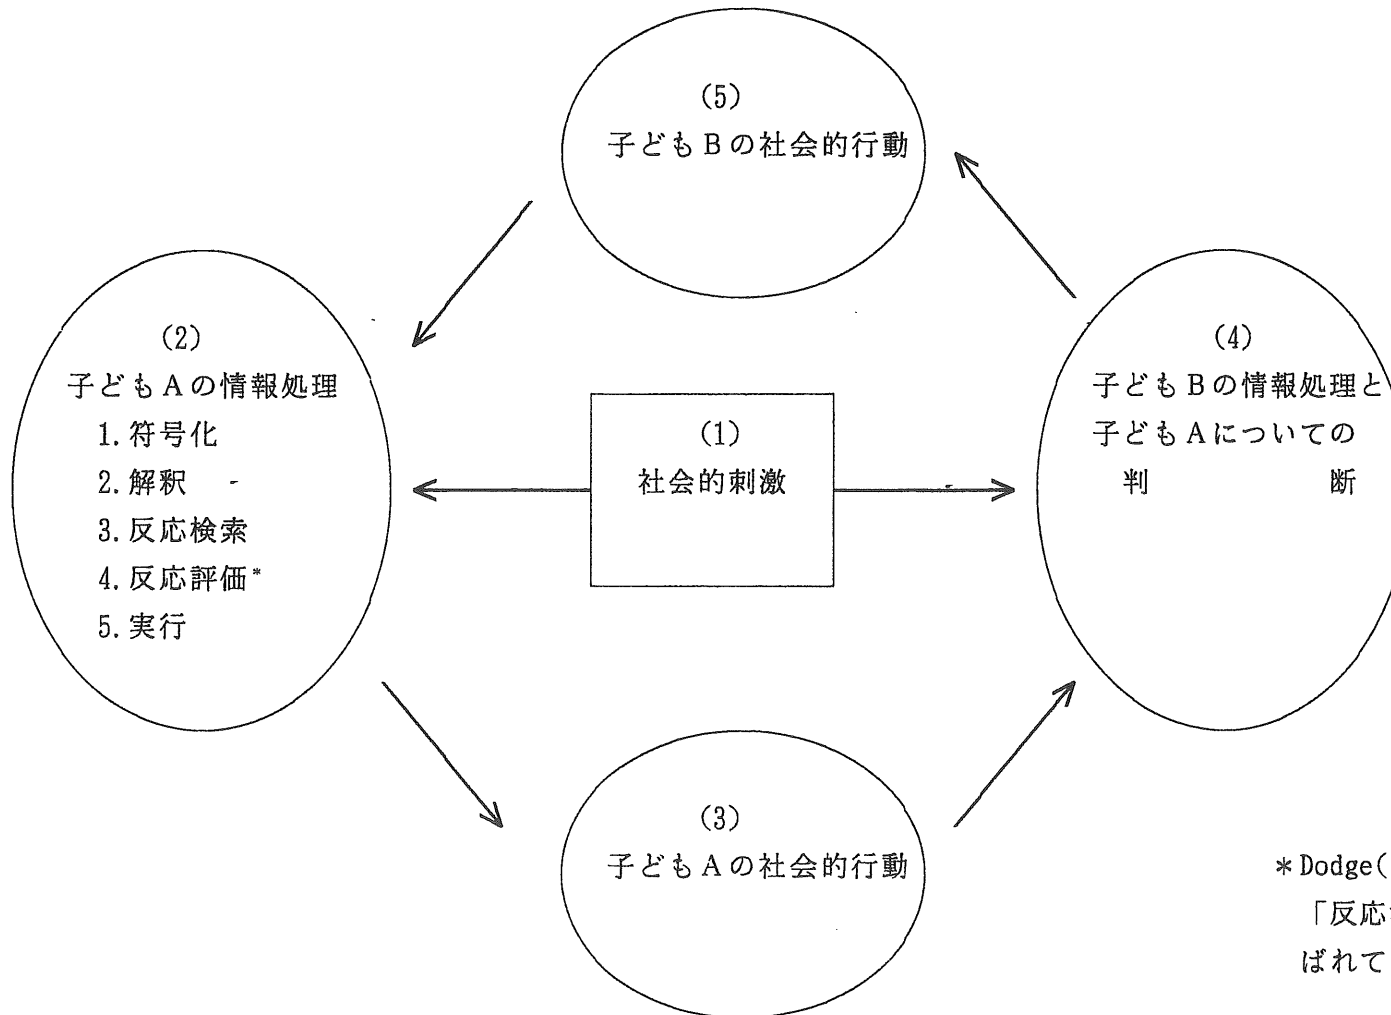 (5)
子どもBの社会的行動
(2)
子どもAの情報処理
1.符号化
2.解釈
3.反応検索
4.反応評価*
5.実行
(1)
社会的刺激
(4)
子どもBの情報処理と
子どもAについての
判　　　　断
(3)
子どもAの社会的行動
*Dodge(
「反応
ばれて